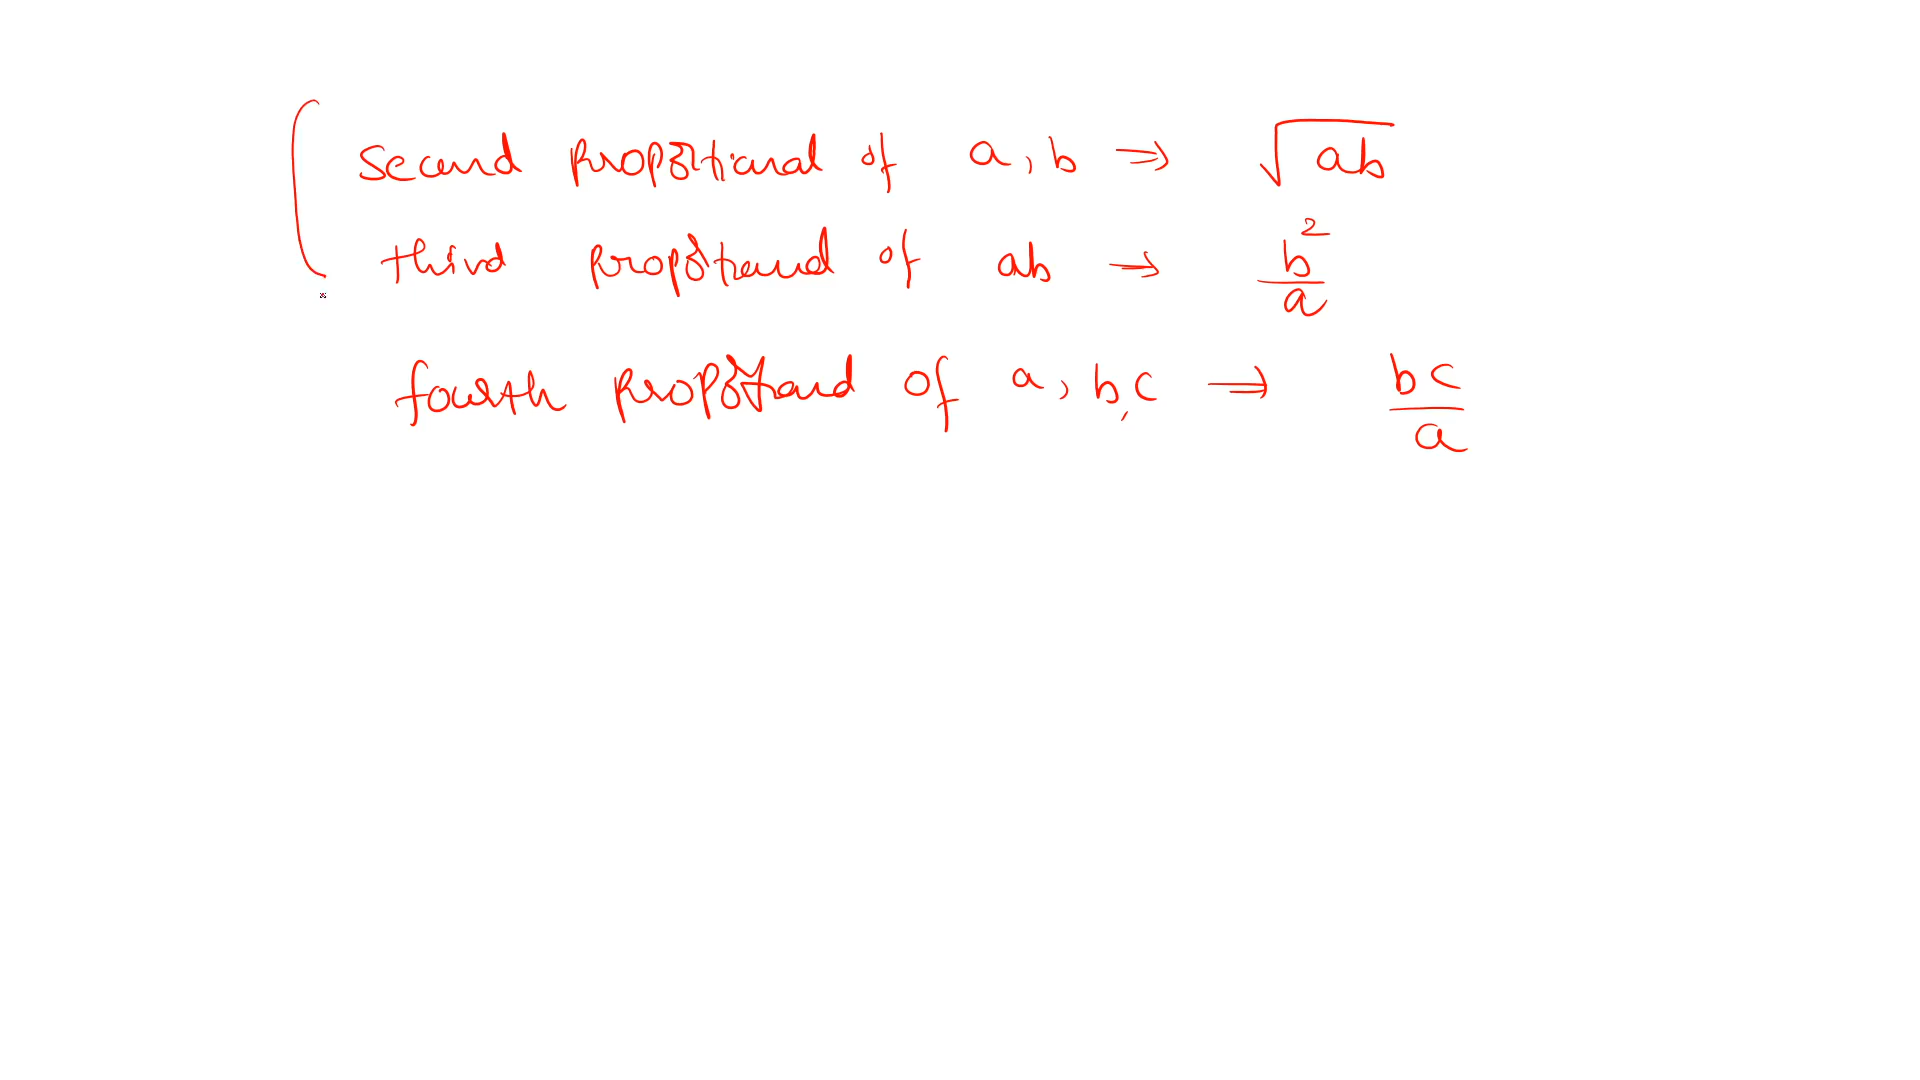 second proportional of a, b ⇒ √ab
third proportional of ab → b²/a
fourth proportional of a, b, c ⇒ bc/a